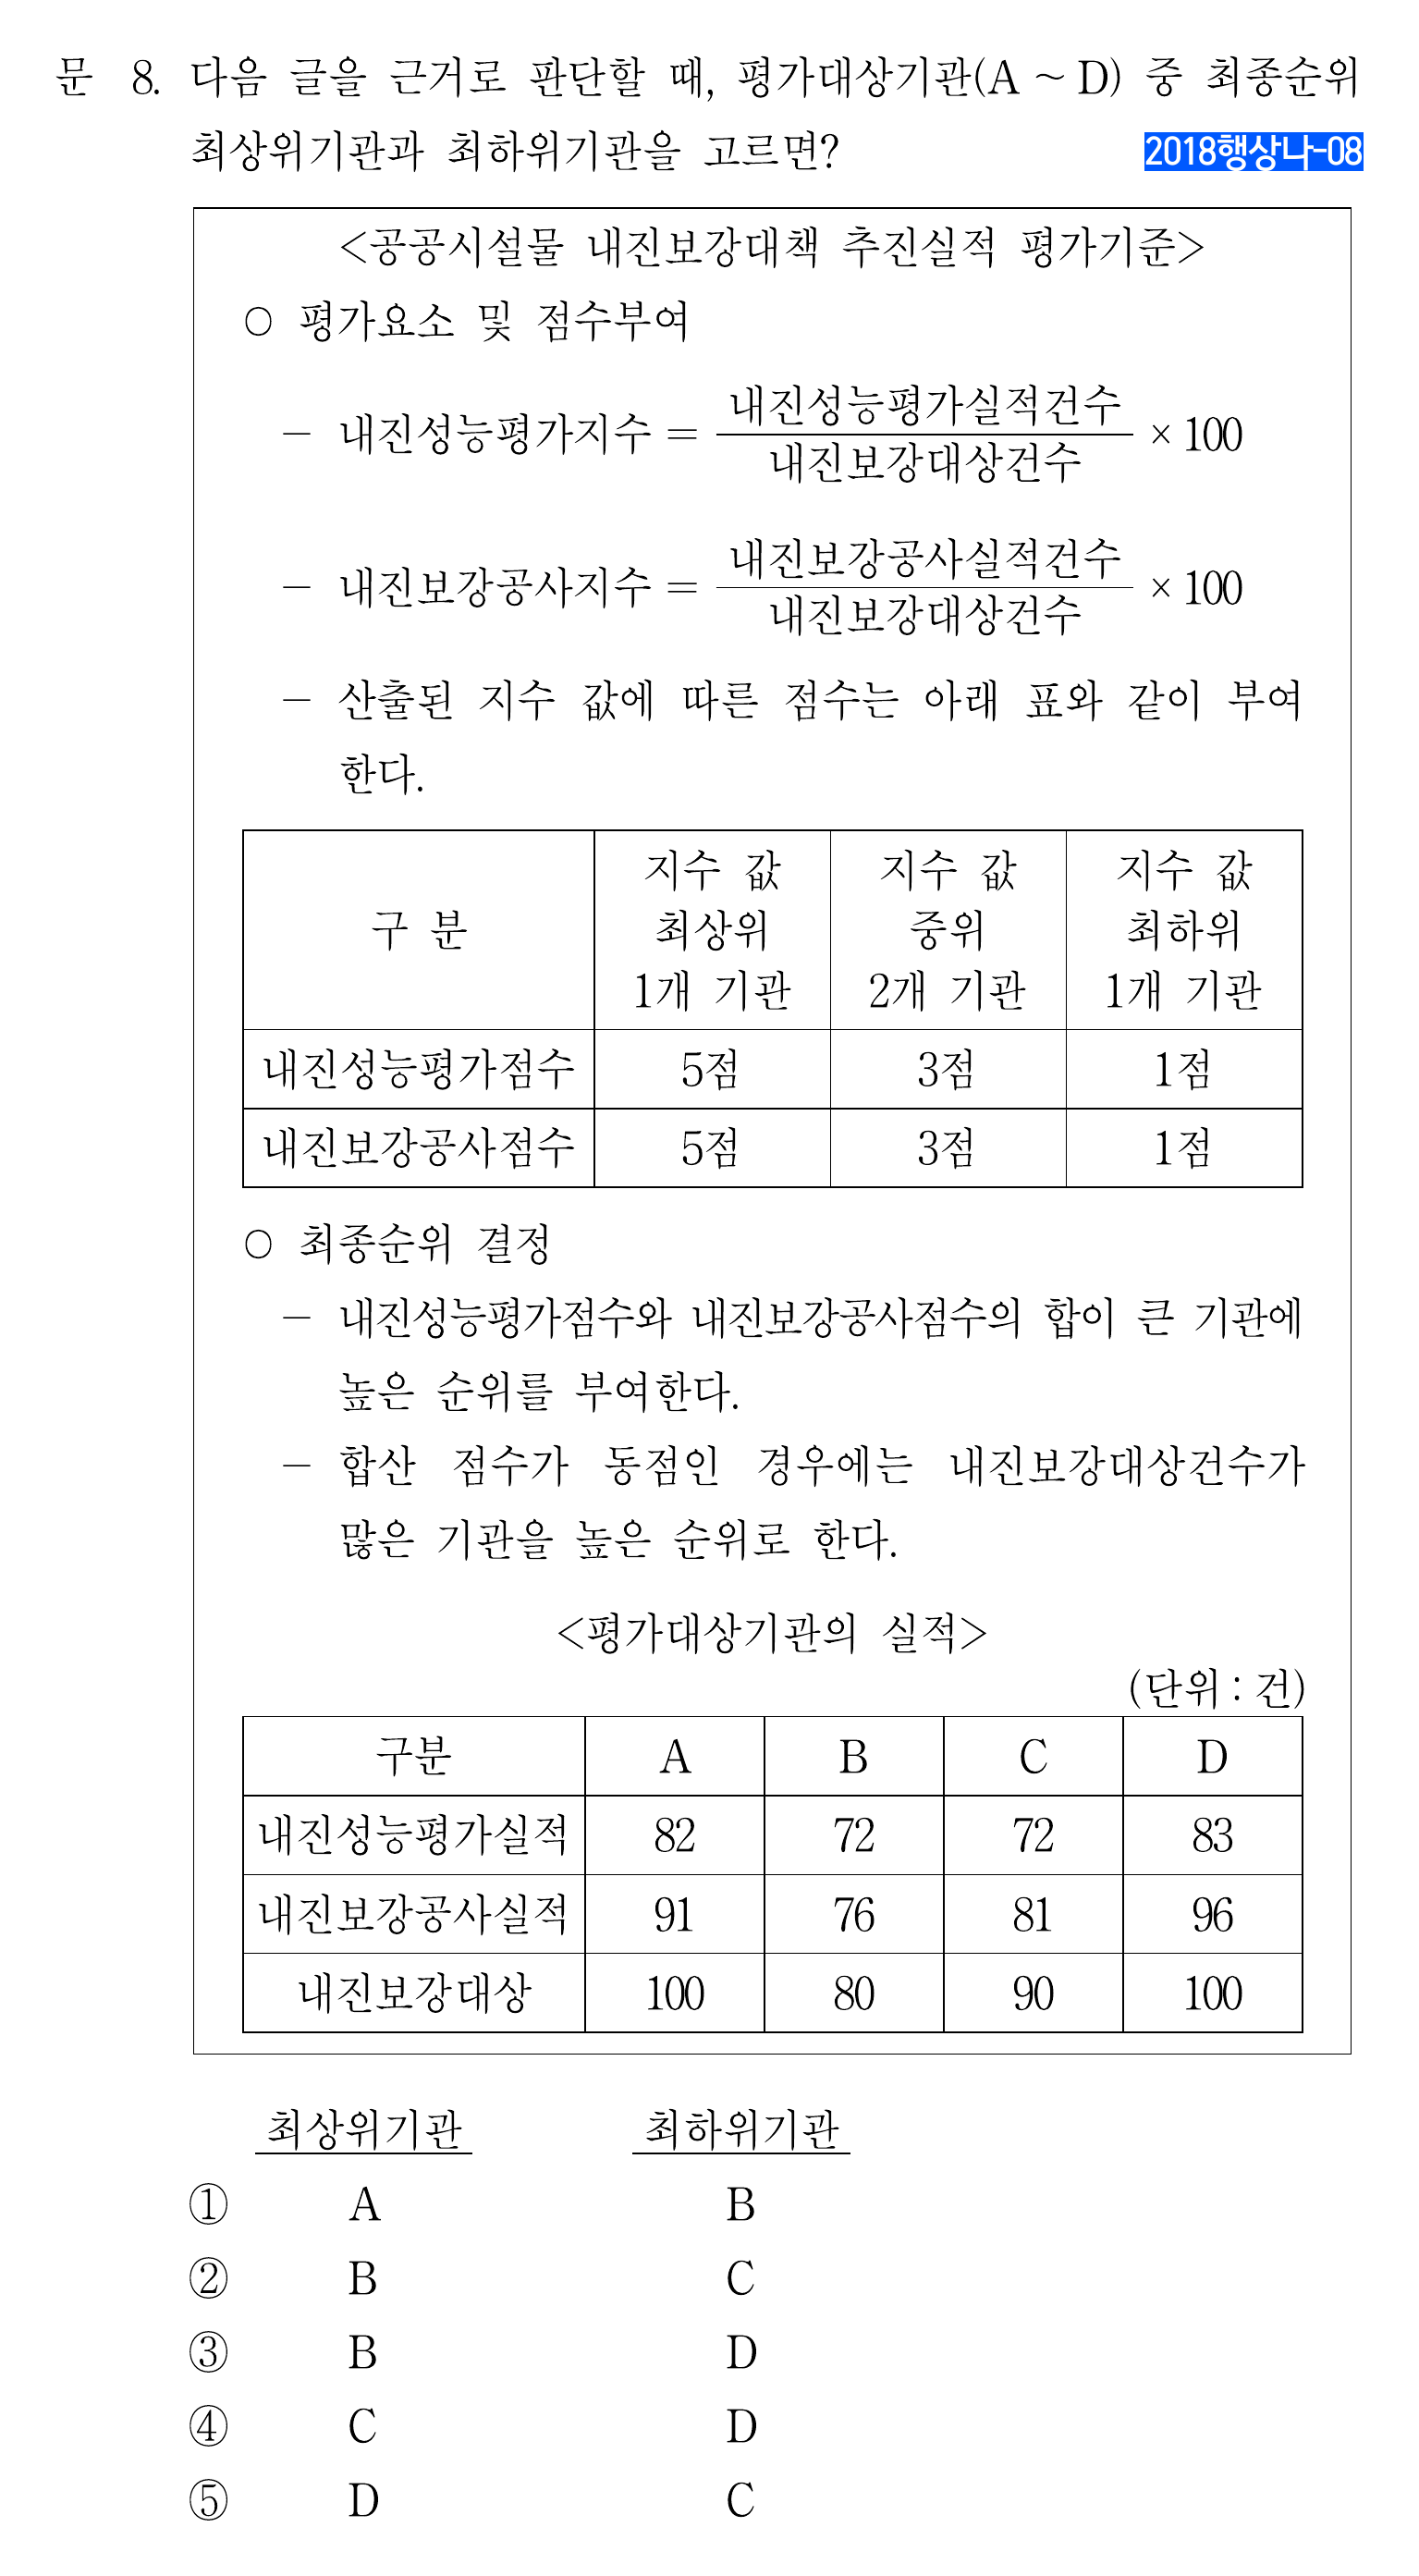 문 8. 다음 글을 근거로 판단할 때, 평가대상기관(A ~ D) 중 최종순위
최상위기관과 최하위기관을 고르면?
2018행상나-08
<공공시설물 내진보강대책 추진실적 평가기준>
○ 평가요소 및 점수부여
- 내진성능평가지수 = 내진성능평가실적건수 / 내진보강대상건수 × 100
- 내진보강공사지수 = 내진보강공사실적건수 / 내진보강대상건수 × 100
- 산출된 지수 값에 따른 점수는 아래 표와 같이 부여
한다.
구 분 | 지수 값 최상위 1개 기관 | 지수 값 중위 2개 기관 | 지수 값 최하위 1개 기관
내진성능평가점수 | 5점 | 3점 | 1점
내진보강공사점수 | 5점 | 3점 | 1점
○ 최종순위 결정
- 내진성능평가점수와 내진보강공사점수의 합이 큰 기관에
높은 순위를 부여한다.
- 합산 점수가 동점인 경우에는 내진보강대상건수가
많은 기관을 높은 순위로 한다.
<평가대상기관의 실적>
(단위 : 건)
구분 | A | B | C | D
내진성능평가실적 | 82 | 72 | 72 | 83
내진보강공사실적 | 91 | 76 | 81 | 96
내진보강대상 | 100 | 80 | 90 | 100
최상위기관 최하위기관
① A B
② B C
③ B D
④ C D
⑤ D C